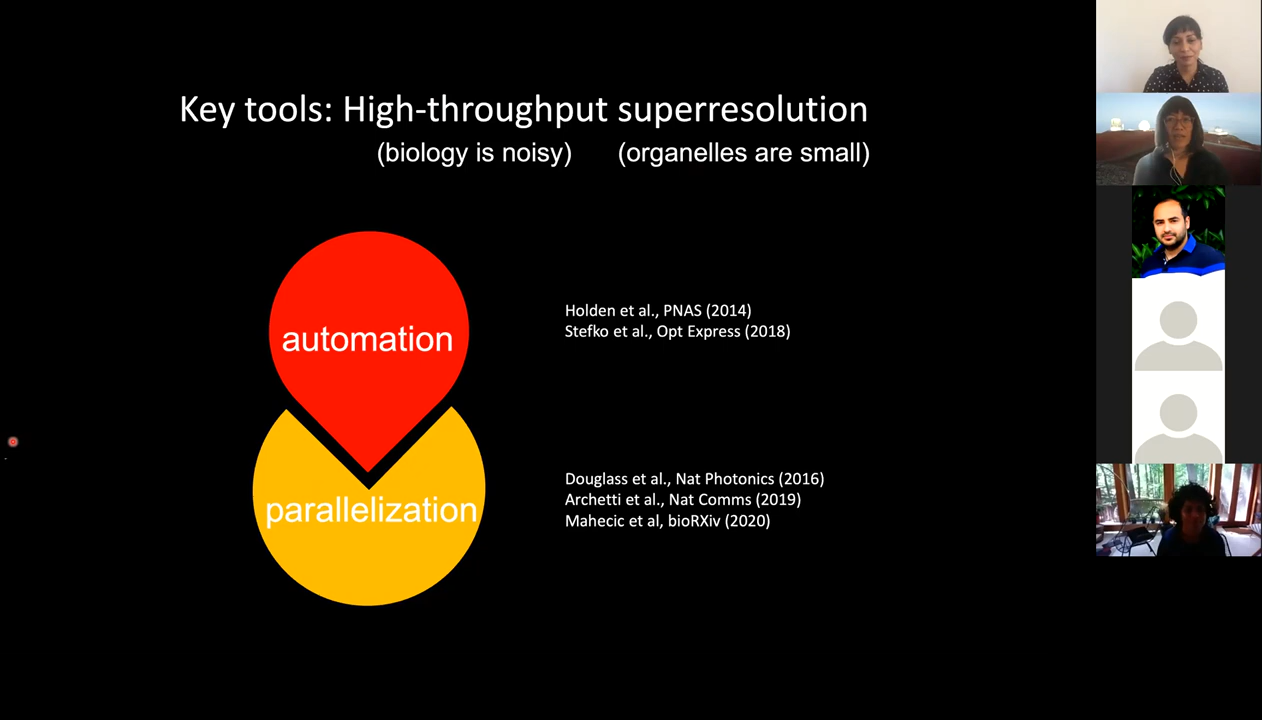 Key tools: High-throughput superresolution
(biology is noisy) (organelles are small)
automation
Holden et al., PNAS (2014)
Stefko et al., Opt Express (2018)
parallelization
Douglass et al., Nat Photonics (2016)
Archetti et al., Nat Comms (2019)
Mahecic et al, bioRXiv (2020)